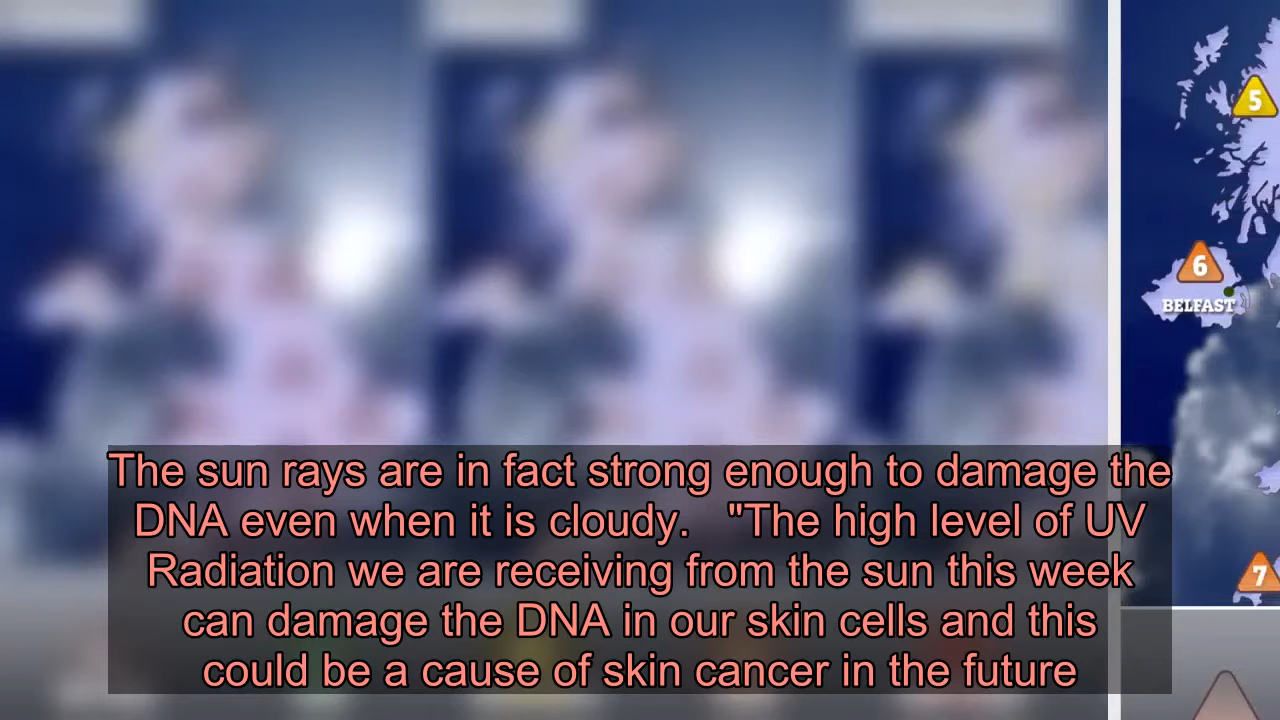 5
6
BELFAST
The sun rays are in fact strong enough to damage the
DNA even when it is cloudy.   "The high level of UV
Radiation we are receiving from the sun this week
7
can damage the DNA in our skin cells and this
could be a cause of skin cancer in the future